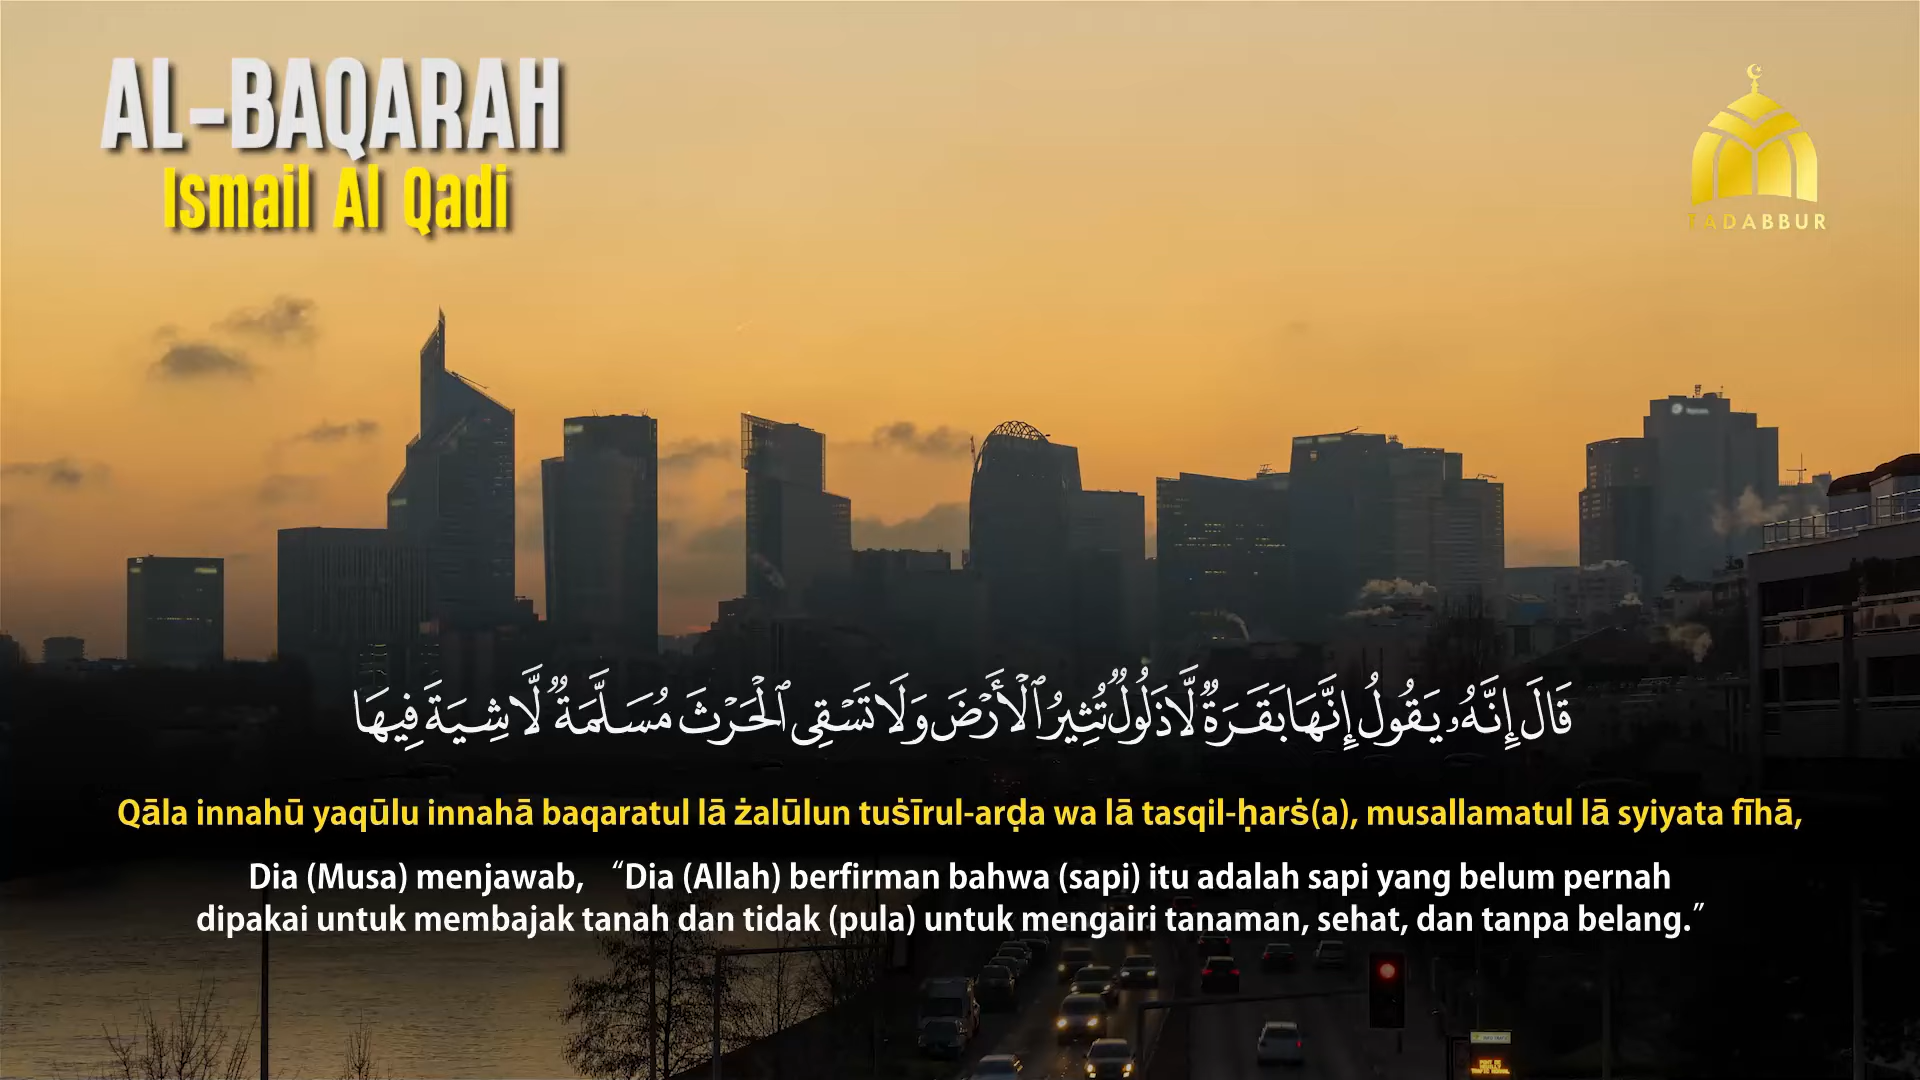 AL-BAQARAH
Ismail Al Qadi
TADABBUR
قَالَ إِنَّهُۥ يَقُولُ إِنَّهَا بَقَرَةٌ لَّا ذَلُولٌ تُثِيرُ ٱلْأَرْضَ وَلَا تَسْقِى ٱلْحَرْثَ مُسَلَّمَةٌ لَّا شِيَةَ فِيهَا
Qāla innahū yaqūlu innahā baqaratul lā żalūlun tuṡīrul-arḍa wa lā tasqil-ḥarṡ(a), musallamatul lā syiyata fīhā,
Dia (Musa) menjawab, “Dia (Allah) berfirman bahwa (sapi) itu adalah sapi yang belum pernah
dipakai untuk membajak tanah dan tidak (pula) untuk mengairi tanaman, sehat, dan tanpa belang.”